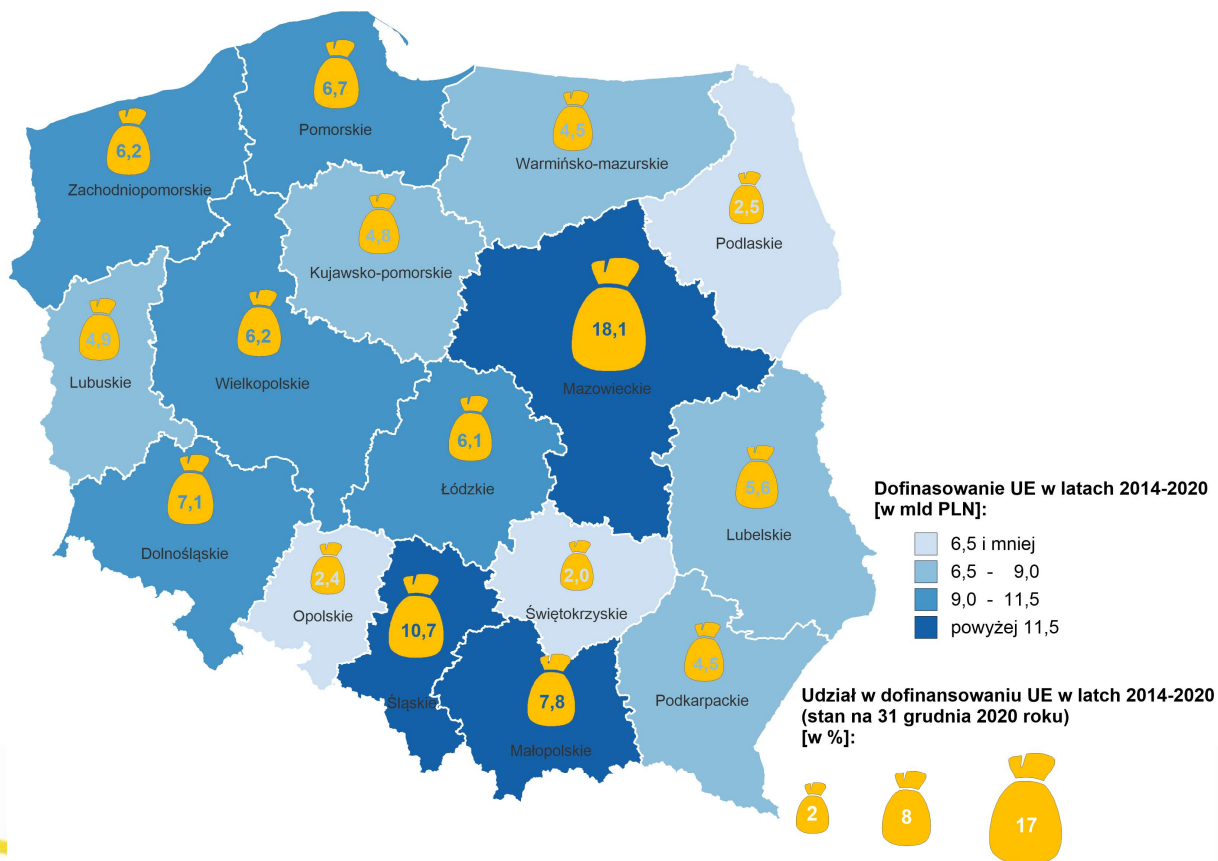 6,7
Pomorskie
6,2
Zachodniopomorskie
4,5
Warmińsko-mazurskie
2,5
Podlaskie
4,8
Kujawsko-pomorskie
18,1
Mazowieckie
4,9
Lubuskie
6,2
Wielkopolskie
6,1
Łódzkie
7,1
Dolnośląskie
5,6
Lubelskie
2,4
Opolskie
10,7
Śląskie
2,0
Świętokrzyskie
7,8
Małopolskie
4,5
Podkarpackie
Dofinasowanie UE w latach 2014-2020
[w mld PLN]:
6,5 i mniej
6,5 - 9,0
9,0 - 11,5
powyżej 11,5
Udział w dofinansowaniu UE w latch 2014-2020
(stan na 31 grudnia 2020 roku)
[w %]:
2
8
17